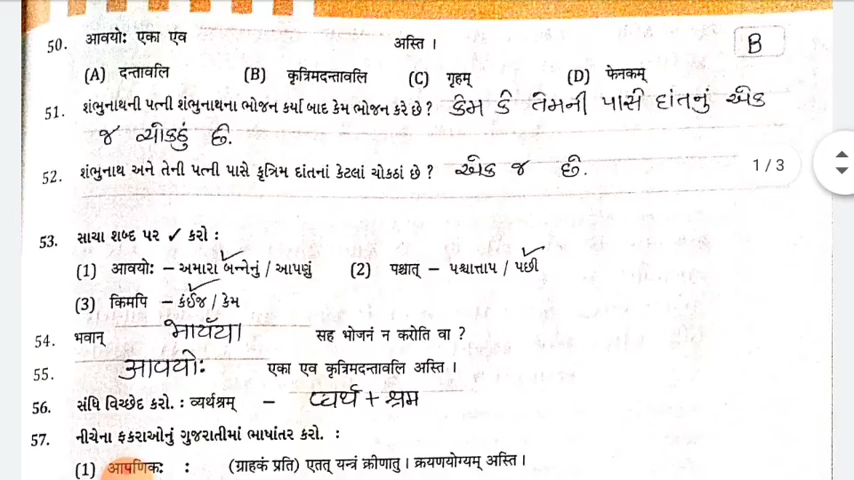 50. आवयोः एका एव अस्ति । B
(A) दन्तावलि (B) कृत्रिमदन्तावलि (C) गृहम् (D) फेनकम्
51. શંભુનાથની પત્ની શંભુનાથના ભોજન કર્યા બાદ કેમ ભોજન કરે છે? કેમ કે તેમની પાસે દાંતનું એક
જ ચોકઠું છે.
52. શંભુનાથ અને તેની પત્ની પાસે કૃત્રિમ દાંતનાં કેટલાં ચોકઠાં છે? એક જ છે.
1/3
53. સાચા શબ્દ પર ✓ કરો :
(1) आवयोः – અમારા બન્નેનું / આપણું (2) पश्चात् – પશ્ચાત્તાપ / પછી
(3) किमपि – કંઈજ / કેમ
54. भवान् भार्यया सह भोजनं न करोति वा ?
55. आवयोः एका एव कृत्रिमदन्तावलि अस्ति ।
56. સંધિ વિચ્છેદ કરો. : व्यर्थश्रमम् – व्यर्थ + श्रम
57. નીચેના ફકરાઓનું ગુજરાતીમાં ભાષાંતર કરો. :
(1) आपणिकः : (ग्राहकं प्रति) एतत् यन्त्रं क्रीणातु । क्रयणयोग्यम् अस्ति ।